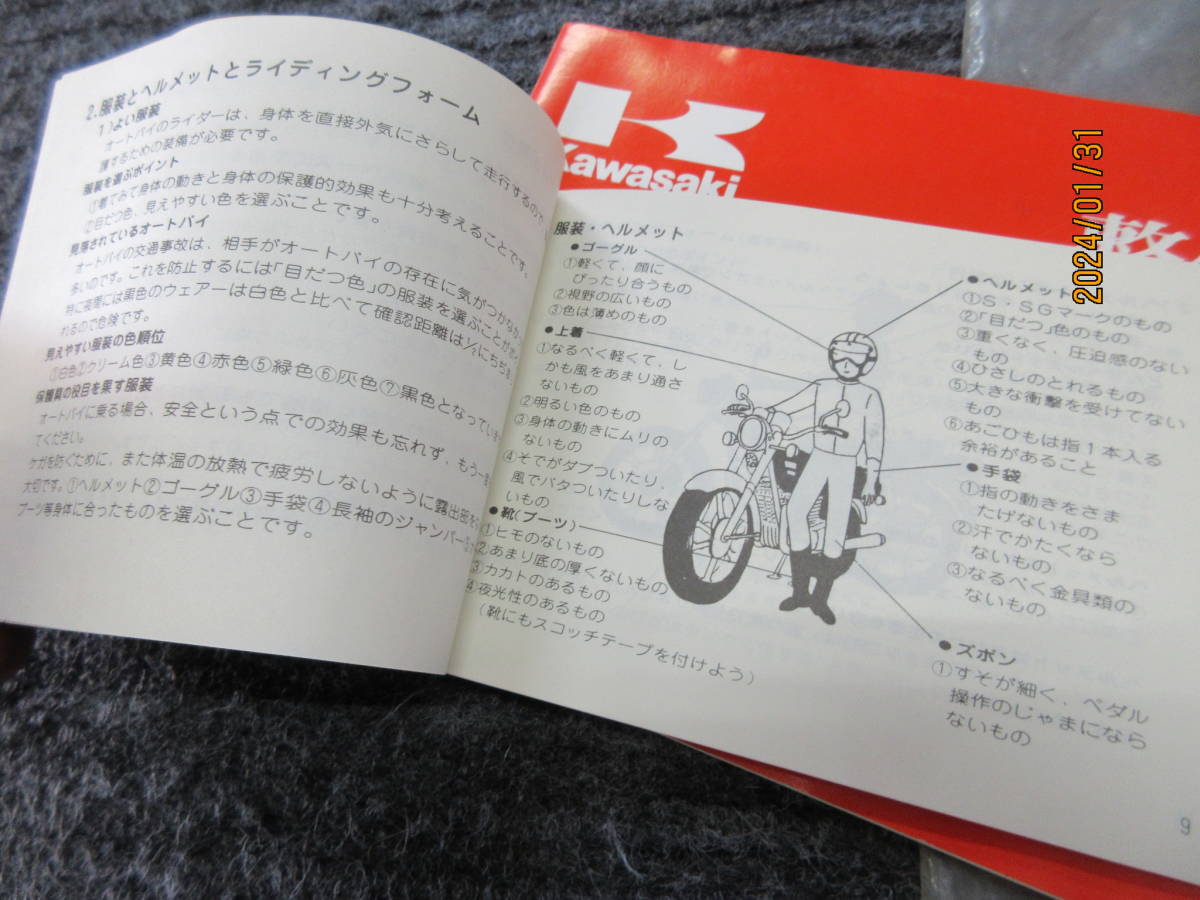 2.服装とヘルメットとライディングフォーム
1)よい服装
オートバイのライダーは、身体を直接外気にさらして走行するので、
護するための装備が必要です。
服装を選ぶポイント
①着てみて身体の動きと身体の保護的効果も十分考えることです。
②目だつ色、見えやすい色を選ぶことです。
見落されているオートバイ
オートバイの交通事故は、相手がオートバイの存在に気がつかない
多いのです。これを防止するには「目だつ色」の服装を選ぶことが
特に夜間には黒色のウェアーは白色と比べて確認距離は½にちぢま
れるので危険です。
見えやすい服装の色順位
①白色②クリーム色③黄色④赤色⑤緑色⑥灰色⑦黒色となってい
保護具の役目を果す服装
オートバイに乗る場合、安全という点での効果も忘れず、もう一
てください。
ケガを防ぐために、また体温の放熱で疲労しないように露出部を
大切です。①ヘルメット②ゴーグル③手袋④長袖のジャンパー
ブーツ等身体に合ったものを選ぶことです。
Kawasaki
整
服装・ヘルメット
●ゴーグル
①軽くて、顔に
ぴったり合うもの
②視野の広いもの
③色は薄めのもの
●上着
①なるべく軽くて、し
かも風をあまり通さ
ないもの
②明るい色のもの
③身体の動きにムリの
ないもの
④そでがダブついたり、
風でバタついたりしな
いもの
●靴(ブーツ)
①ヒモのないもの
②あまり底の厚くないもの
③カカトのあるもの
④夜光性のあるもの
(靴にもスコッチテープを付けよう)
●ヘルメット
①S・SGマークのもの
②「目だつ」色のもの
③重くなく、圧迫感のない
もの
④ひさしのとれるもの
⑤大きな衝撃を受けてない
もの
⑥あごひもは指1本入る
余裕があること
●手袋
①指の動きをさま
たげないもの
②汗でかたくなら
ないもの
③なるべく金具類の
ないもの
●ズボン
①すそが細く、ペダル
操作のじゃまになら
ないもの
9
2024/01/31